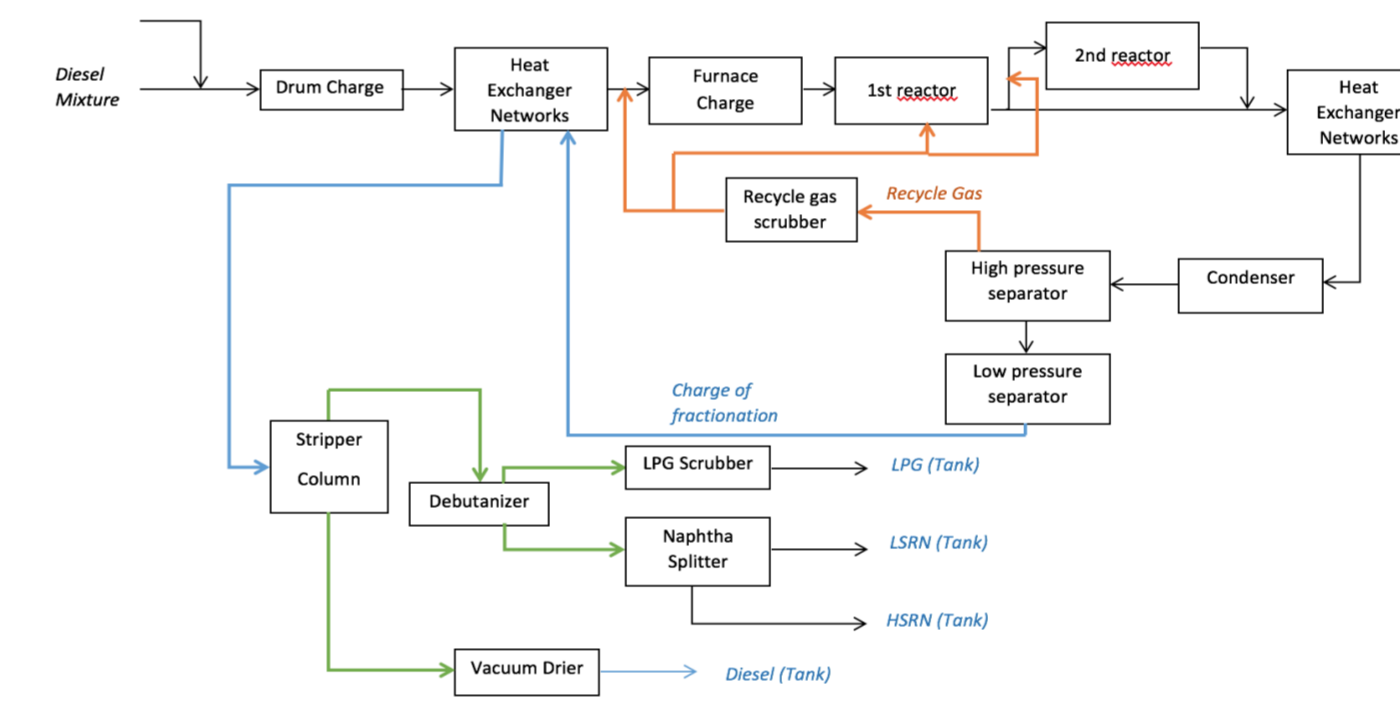 Diesel
Mixture
Drum Charge
Heat
Exchanger
Networks
Furnace
Charge
1st reactor
2nd reactor
Heat
Exchanger
Networks
Recycle gas
scrubber
Recycle Gas
High pressure
separator
Condenser
Low pressure
separator
Charge of
fractionation
Stripper
Column
Debutanizer
LPG Scrubber
LPG (Tank)
Naphtha
Splitter
LSRN (Tank)
HSRN (Tank)
Vacuum Drier
Diesel (Tank)